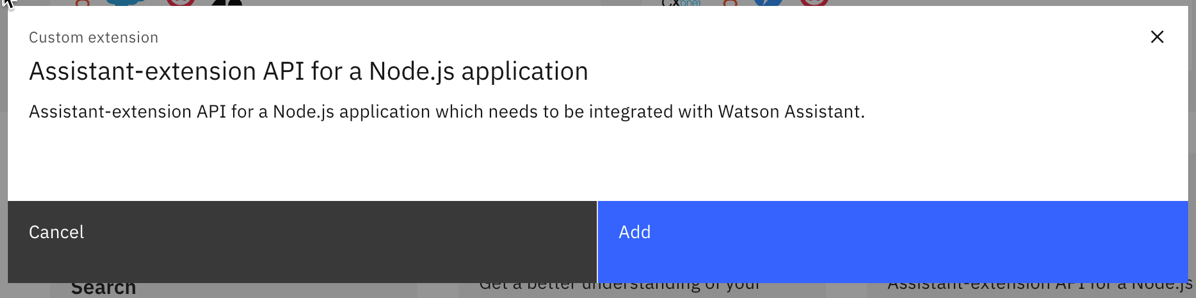 Custom extension
Assistant-extension API for a Node.js application
Assistant-extension API for a Node.js application which needs to be integrated with Watson Assistant.
Cancel
Add
Search
Get a better understanding of your
Assistant-extension API for a Node.js